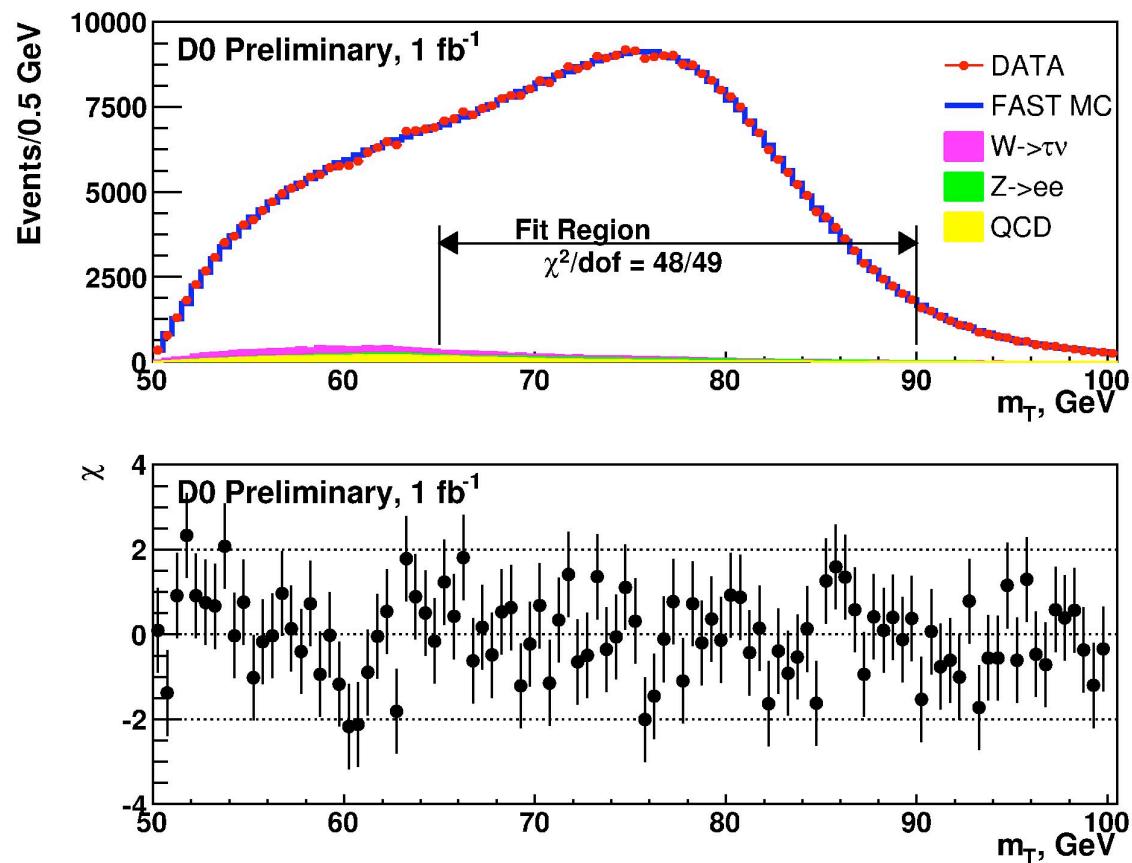 10000
7500
5000
2500
0
Events/0.5 GeV
D0 Preliminary, 1 fb⁻¹
DATA
FAST MC
W->τν
Z->ee
QCD
Fit Region
χ²/dof = 48/49
50 60 70 80 90 100
m_T, GeV
4
2
0
-2
-4
χ
D0 Preliminary, 1 fb⁻¹
50 60 70 80 90 100
m_T, GeV